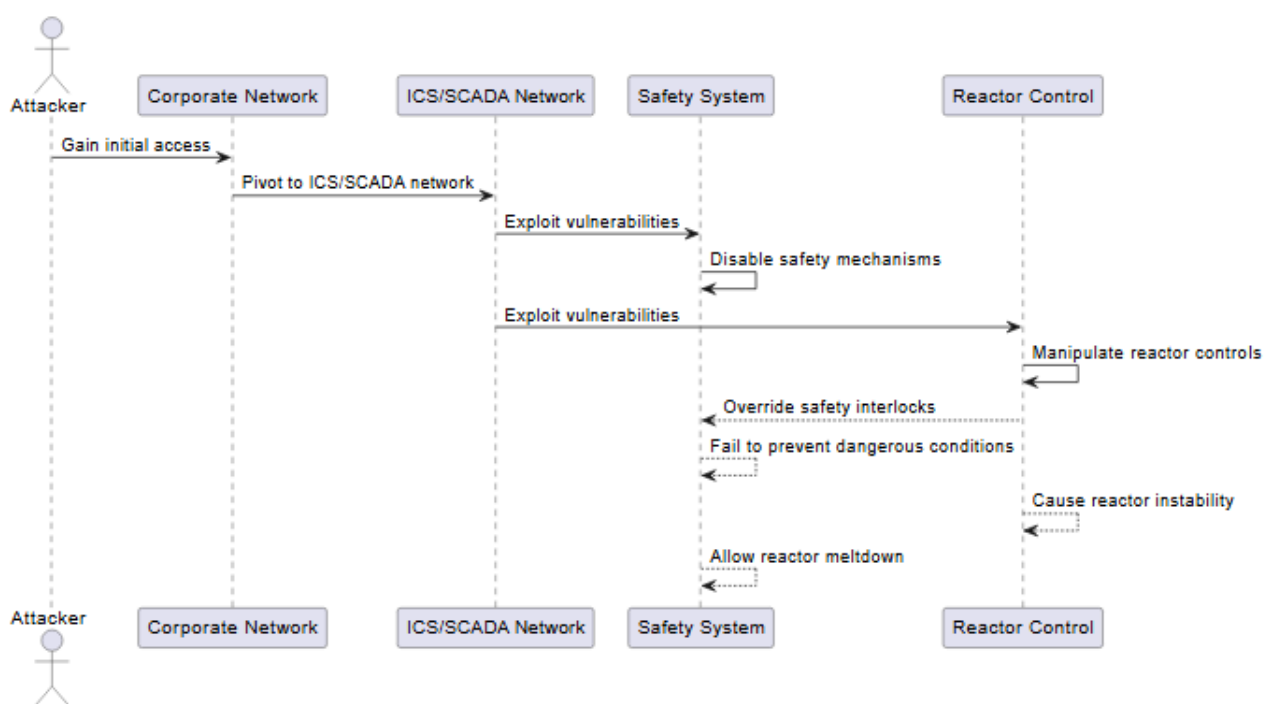 Attacker
Corporate Network
ICS/SCADA Network
Safety System
Reactor Control
Gain initial access
Pivot to ICS/SCADA network
Exploit vulnerabilities
Disable safety mechanisms
Exploit vulnerabilities
Manipulate reactor controls
Override safety interlocks
Fail to prevent dangerous conditions
Cause reactor instability
Allow reactor meltdown
Attacker
Corporate Network
ICS/SCADA Network
Safety System
Reactor Control